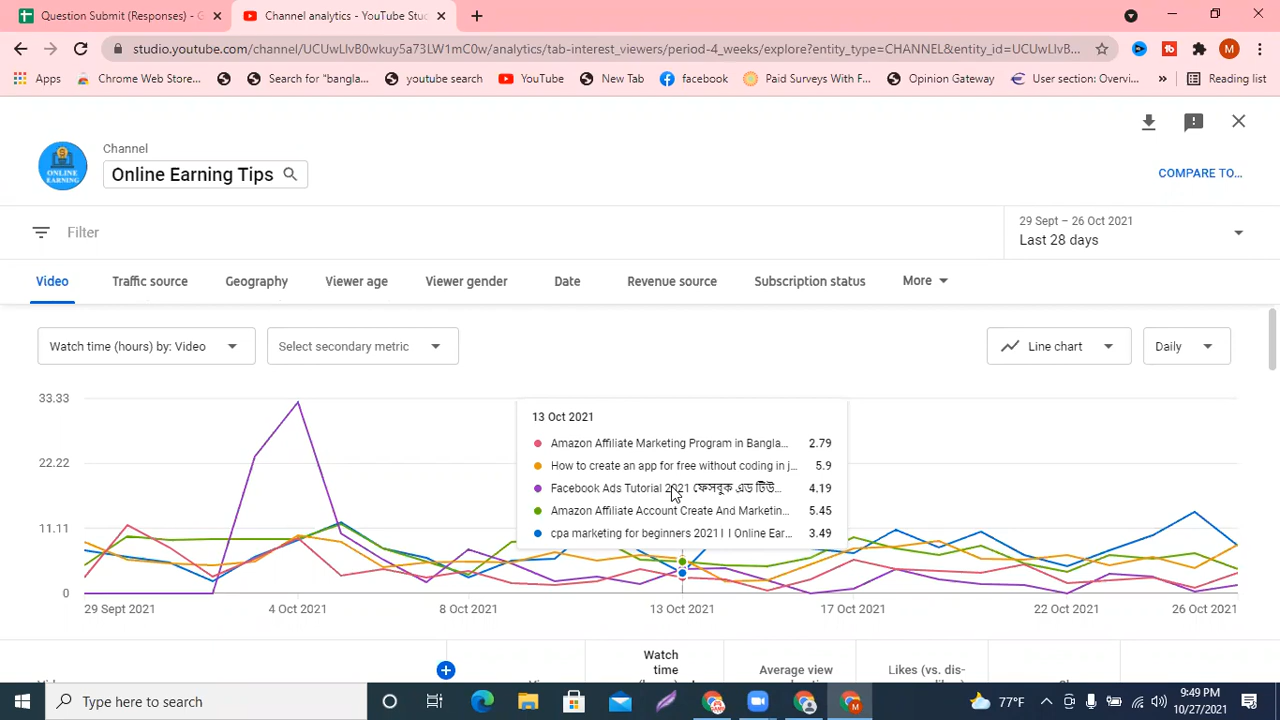 Question Submit (Responses) - G
Channel analytics - YouTube Stu
studio.youtube.com/channel/UCUwLlvB0wkuy5a73LW1mC0w/analytics/tab-interest_viewers/period-4_weeks/explore?entity_type=CHANNEL&entity_id=UCUwLlvB...
Apps
Chrome Web Store...
Search for "bangla...
youtube search
YouTube
New Tab
facebook
Paid Surveys With F...
Opinion Gateway
User section: Overvi...
»
Reading list
M
Channel
Online Earning Tips
ONLINE
EARNING
COMPARE TO...
Filter
29 Sept – 26 Oct 2021
Last 28 days
Video
Traffic source
Geography
Viewer age
Viewer gender
Date
Revenue source
Subscription status
More
Watch time (hours) by: Video
Select secondary metric
Line chart
Daily
33.33
22.22
11.11
0
13 Oct 2021
Amazon Affiliate Marketing Program in Bangla... 2.79
How to create an app for free without coding in j... 5.9
Facebook Ads Tutorial 2021 ফেসবুক এড টিউ... 4.19
Amazon Affiliate Account Create And Marketin... 5.45
cpa marketing for beginners 2021।। Online Ear... 3.49
29 Sept 2021
4 Oct 2021
8 Oct 2021
13 Oct 2021
17 Oct 2021
22 Oct 2021
26 Oct 2021
Watch
time
Average view
Likes (vs. dis-
Type here to search
77°F
9:49 PM
10/27/2021